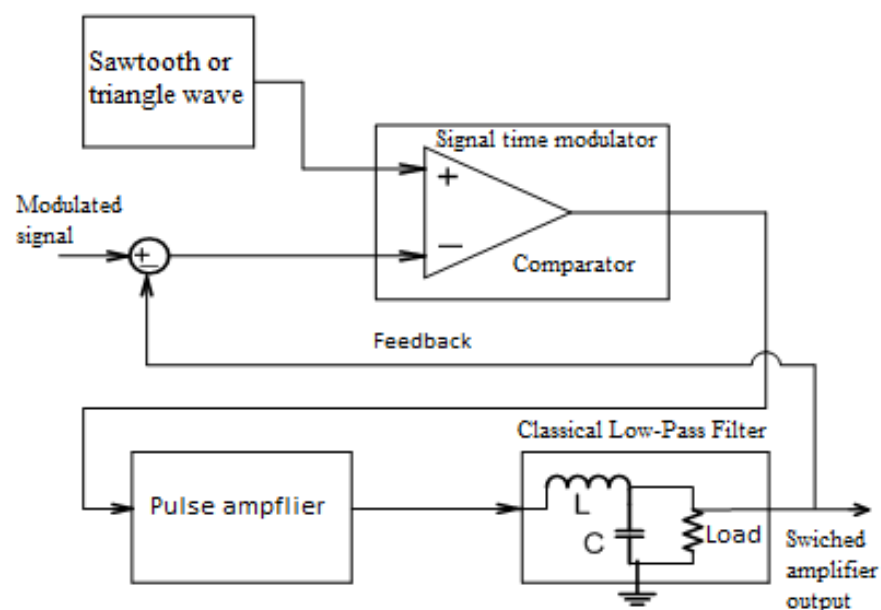 Sawtooth or
triangle wave
Signal time modulator
+
−
Comparator
Modulated
signal
+
−
Feedback
Classical Low-Pass Filter
Pulse ampflier
L
C
Load
Swiched
amplifier
output